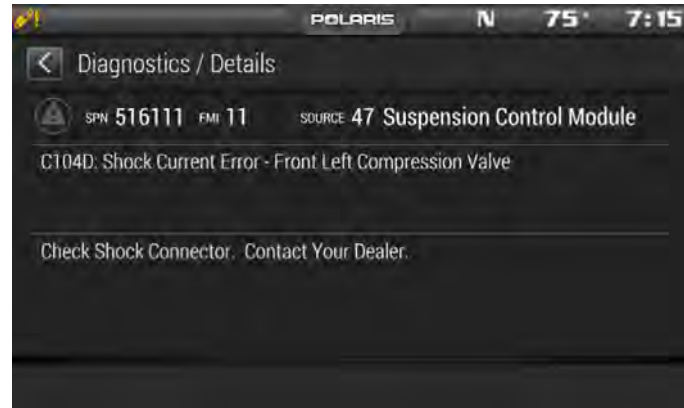 POLARIS N 75° 7:15
Diagnostics / Details
SPN 516111 FMI 11 SOURCE 47 Suspension Control Module
C104D: Shock Current Error - Front Left Compression Valve
Check Shock Connector. Contact Your Dealer.